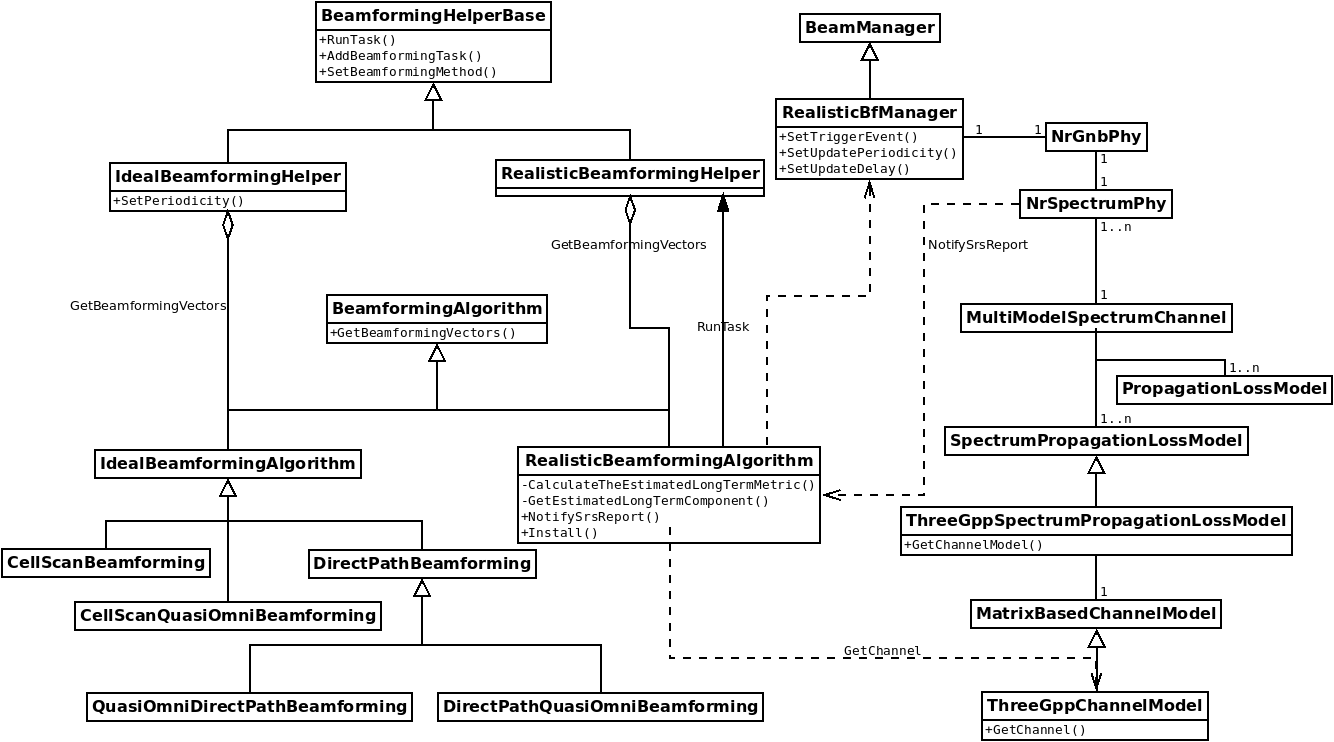 BeamformingHelperBase
+RunTask()
+AddBeamformingTask()
+SetBeamformingMethod()
BeamManager
RealisticBfManager
+SetTriggerEvent()
+SetUpdatePeriodicity()
+SetUpdateDelay()
1
1
NrGnbPhy
1
1
NrSpectrumPhy
1..n
IdealBeamformingHelper
+SetPeriodicity()
RealisticBeamformingHelper
GetBeamformingVectors
NotifySrsReport
GetBeamformingVectors
BeamformingAlgorithm
+GetBeamformingVectors()
RunTask
1
MultiModelSpectrumChannel
1..n
PropagationLossModel
1..n
SpectrumPropagationLossModel
IdealBeamformingAlgorithm
RealisticBeamformingAlgorithm
-CalculateTheEstimatedLongTermMetric()
-GetEstimatedLongTermComponent()
+NotifySrsReport()
+Install()
ThreeGppSpectrumPropagationLossModel
+GetChannelModel()
CellScanBeamforming
DirectPathBeamforming
CellScanQuasiOmniBeamforming
1
MatrixBasedChannelModel
GetChannel
QuasiOmniDirectPathBeamforming
DirectPathQuasiOmniBeamforming
ThreeGppChannelModel
+GetChannel()